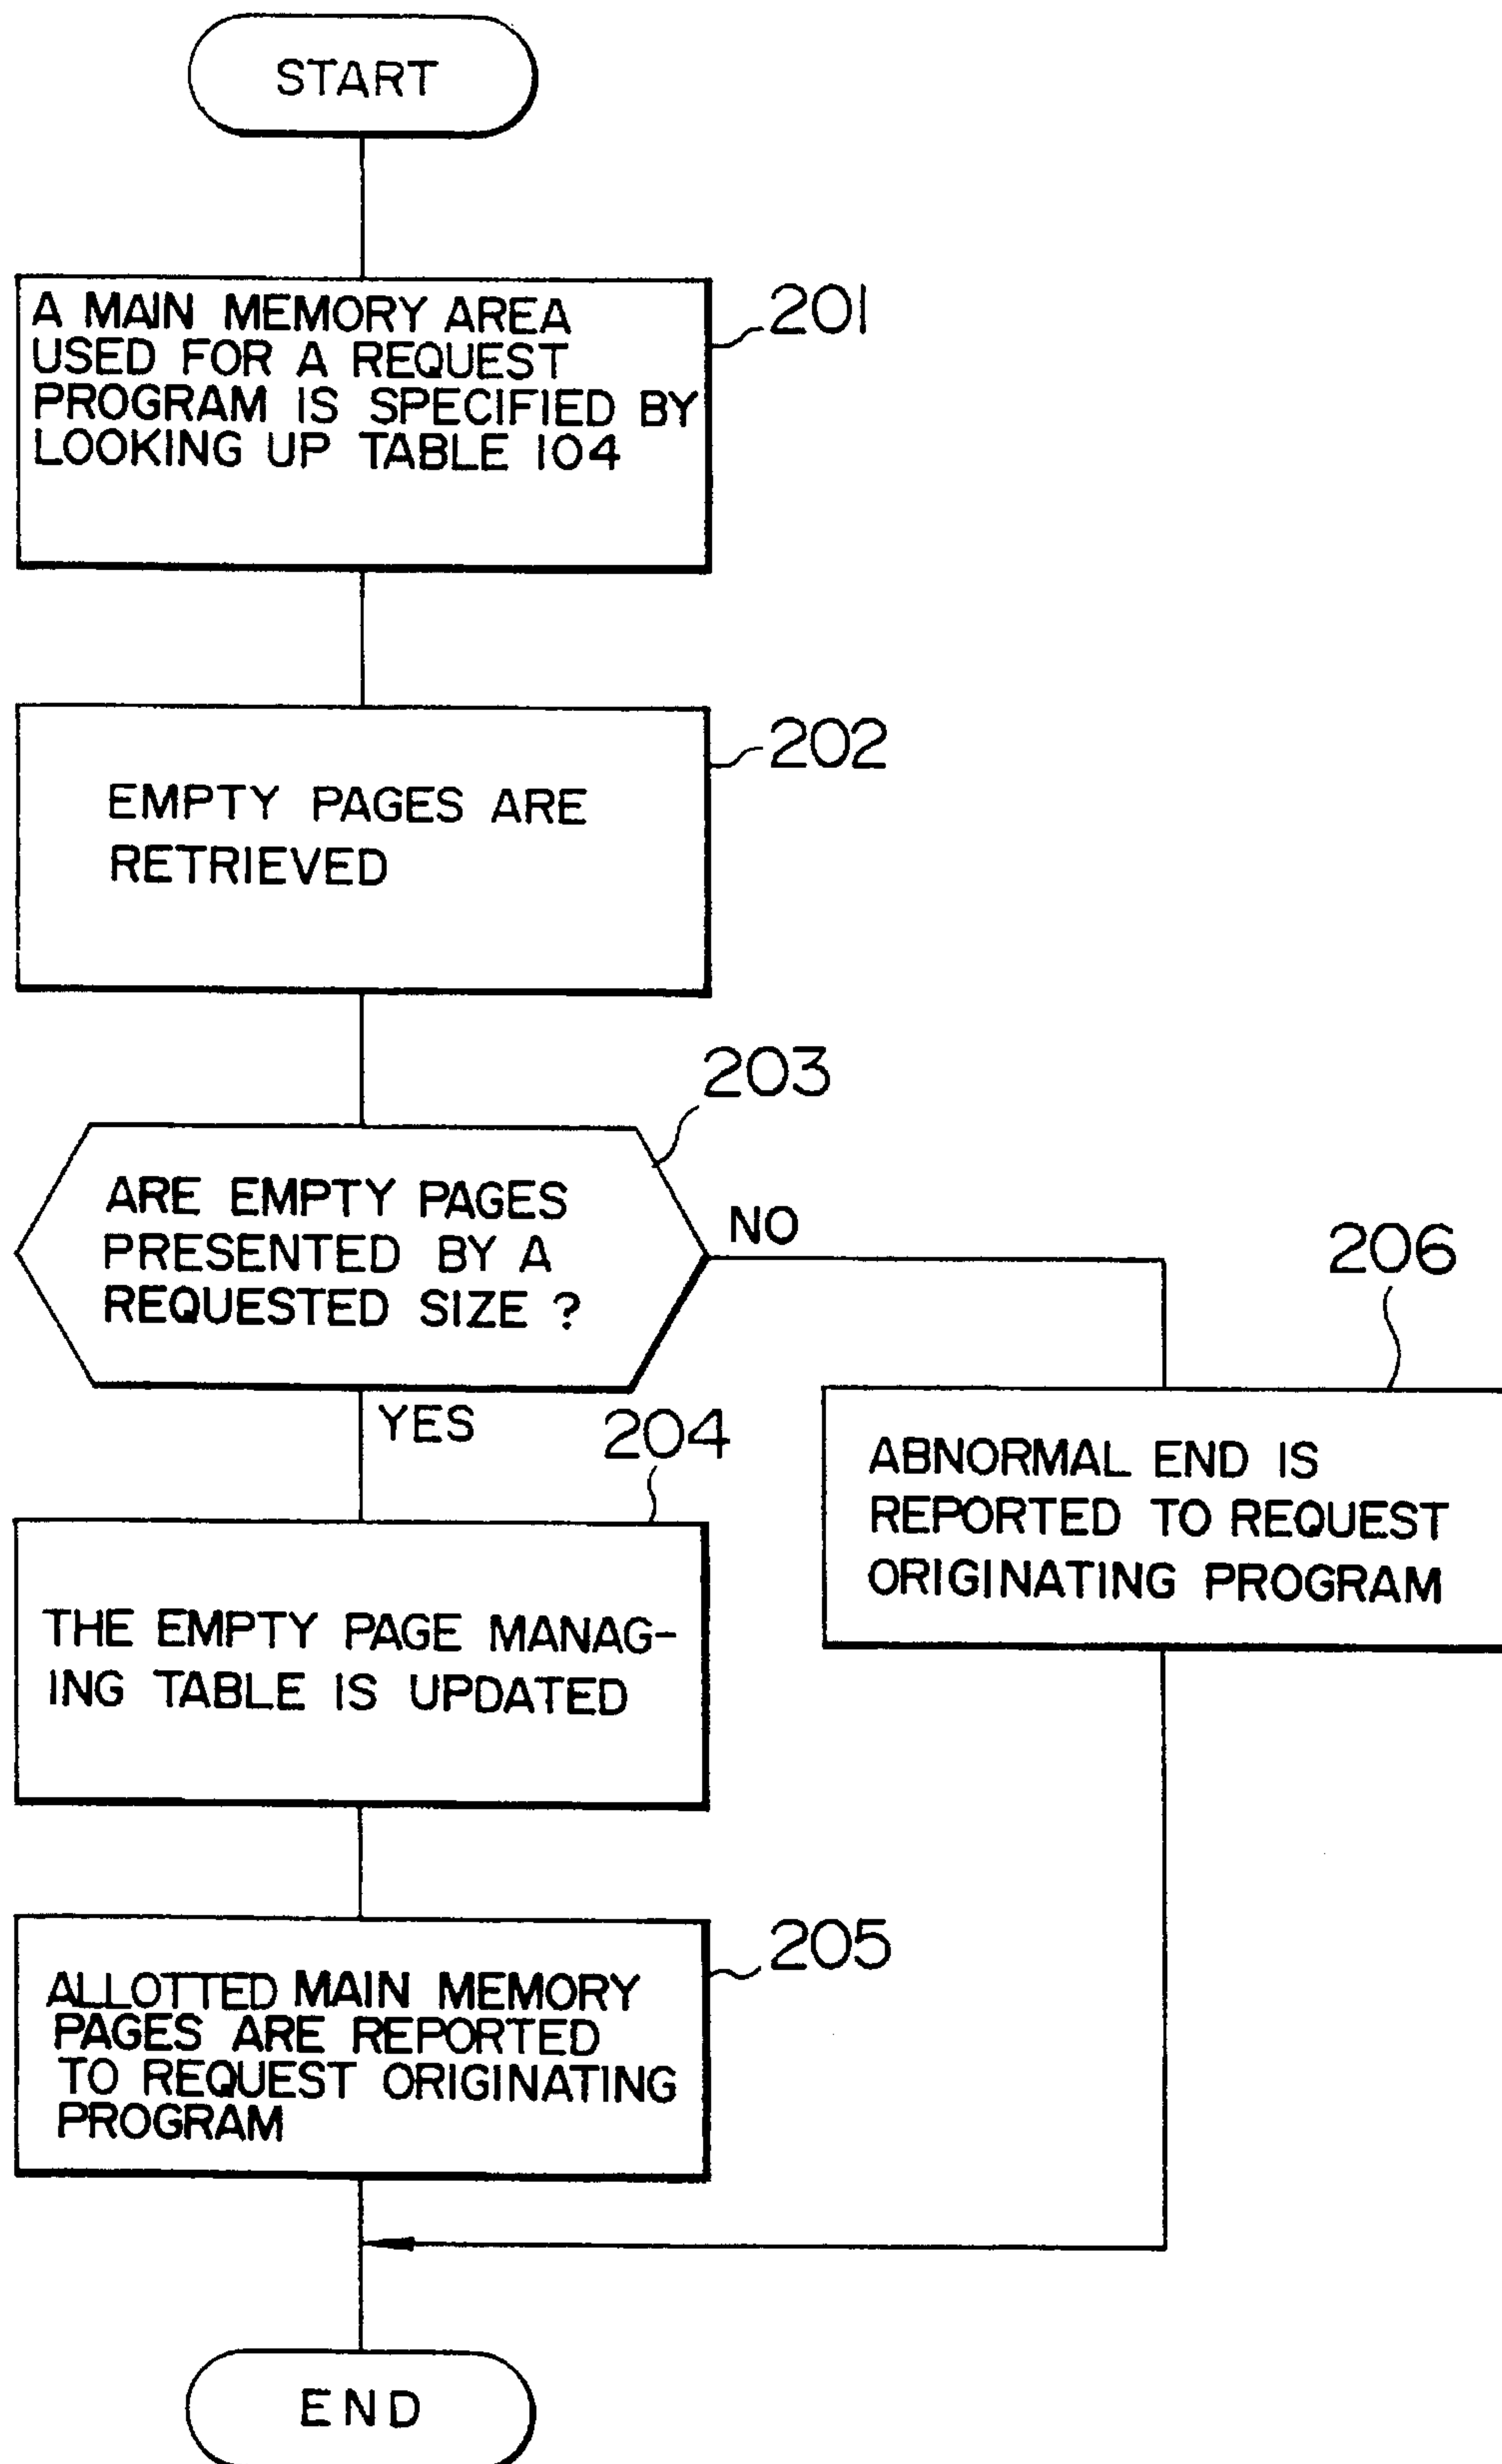 START
A MAIN MEMORY AREA
USED FOR A REQUEST
PROGRAM IS SPECIFIED BY
LOOKING UP TABLE 104
201
EMPTY PAGES ARE
RETRIEVED
202
203
ARE EMPTY PAGES
PRESENTED BY A
REQUESTED SIZE ?
NO
YES
206
ABNORMAL END IS
REPORTED TO REQUEST
ORIGINATING PROGRAM
204
THE EMPTY PAGE MANAG-
ING TABLE IS UPDATED
205
ALLOTTED MAIN MEMORY
PAGES ARE REPORTED
TO REQUEST ORIGINATING
PROGRAM
END